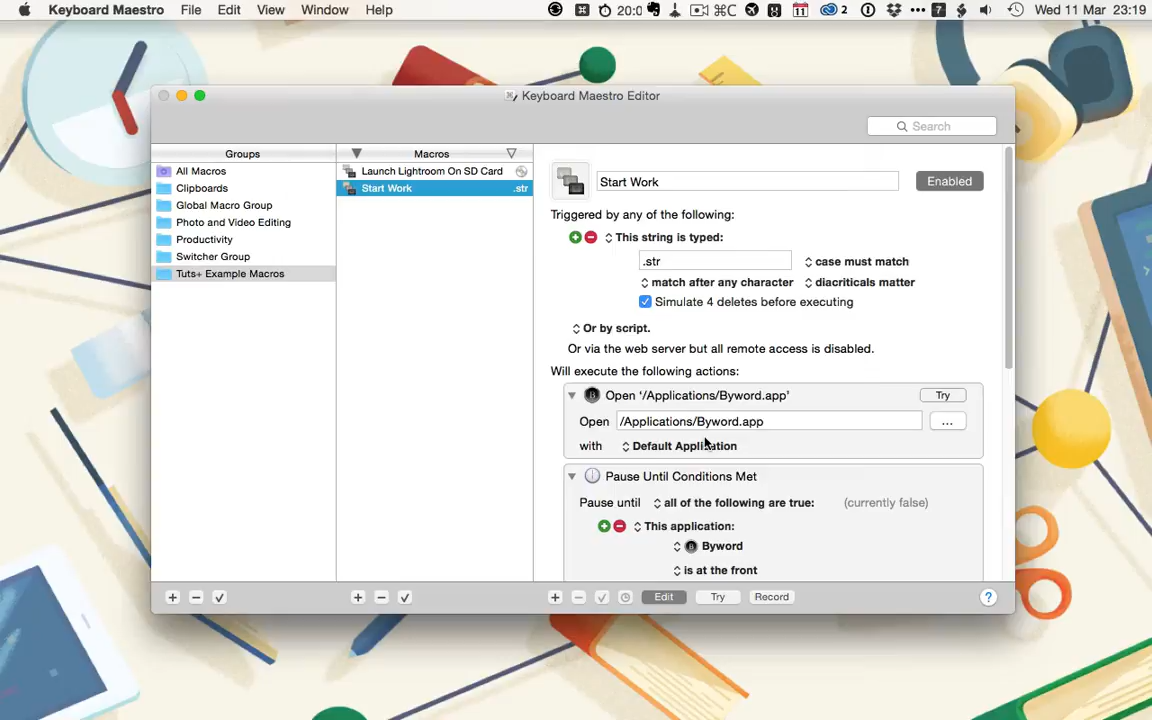 Keyboard Maestro File Edit View Window Help 20:0 ⌘C 11 2 7 Wed 11 Mar 23:19
Keyboard Maestro Editor
Search
Groups Macros
All Macros
Clipboards
Global Macro Group
Photo and Video Editing
Productivity
Switcher Group
Tuts+ Example Macros
Launch Lightroom On SD Card
Start Work .str
Start Work Enabled
Triggered by any of the following:
This string is typed:
.str case must match
match after any character diacriticals matter
Simulate 4 deletes before executing
Or by script.
Or via the web server but all remote access is disabled.
Will execute the following actions:
Open ‘/Applications/Byword.app’ Try
Open /Applications/Byword.app ...
with Default Application
Pause Until Conditions Met
Pause until all of the following are true: (currently false)
This application:
Byword
is at the front
Edit Try Record ?